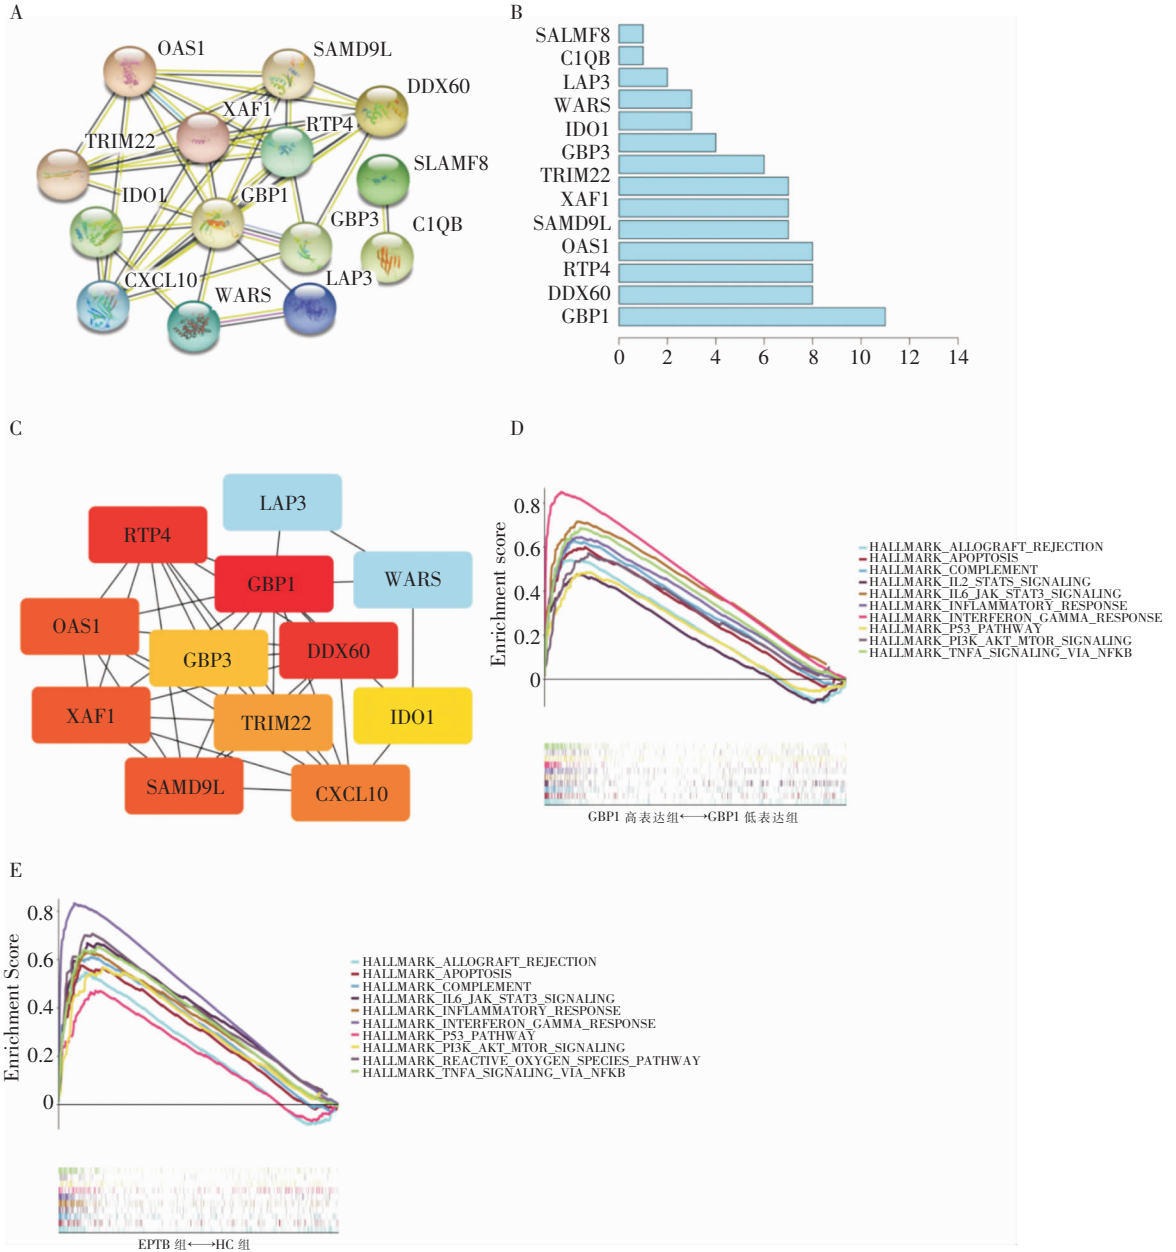 A
OAS1
SAMD9L
DDX60
XAF1
RTP4
TRIM22
SLAMF8
IDO1
GBP1
GBP3
C1QB
CXCL10
LAP3
WARS
B
SALMF8
C1QB
LAP3
WARS
IDO1
GBP3
TRIM22
XAF1
SAMD9L
OAS1
RTP4
DDX60
GBP1
0 2 4 6 8 10 12 14
C
LAP3
RTP4
GBP1
WARS
OAS1
GBP3
DDX60
XAF1
TRIM22
IDO1
SAMD9L
CXCL10
D
Enrichment score
0.8
0.6
0.4
0.2
0
HALLMARK_ALLOGRAFT_REJECTION
HALLMARK_APOPTOSIS
HALLMARK_COMPLEMENT
HALLMARK_IL2_STATS_SIGNALING
HALLMARK_IL6_JAK_STAT3_SIGNALING
HALLMARK_INFLAMMATORY_RESPONSE
HALLMARK_INTERFERON_GAMMA_RESPONSE
HALLMARK_P53_PATHWAY
HALLMARK_PI3K_AKT_MTOR_SIGNALING
HALLMARK_TNFA_SIGNALING_VIA_NFKB
GBP1 高表达组⟷GBP1 低表达组
E
Enrichment Score
0.8
0.6
0.4
0.2
0
HALLMARK_ALLOGRAFT_REJECTION
HALLMARK_APOPTOSIS
HALLMARK_COMPLEMENT
HALLMARK_IL6_JAK_STAT3_SIGNALING
HALLMARK_INFLAMMATORY_RESPONSE
HALLMARK_INTERFERON_GAMMA_RESPONSE
HALLMARK_P53_PATHWAY
HALLMARK_PI3K_AKT_MTOR_SIGNALING
HALLMARK_REACTIVE_OXYGEN_SPECIES_PATHWAY
HALLMARK_TNFA_SIGNALING_VIA_NFKB
EPTB 组⟷HC 组